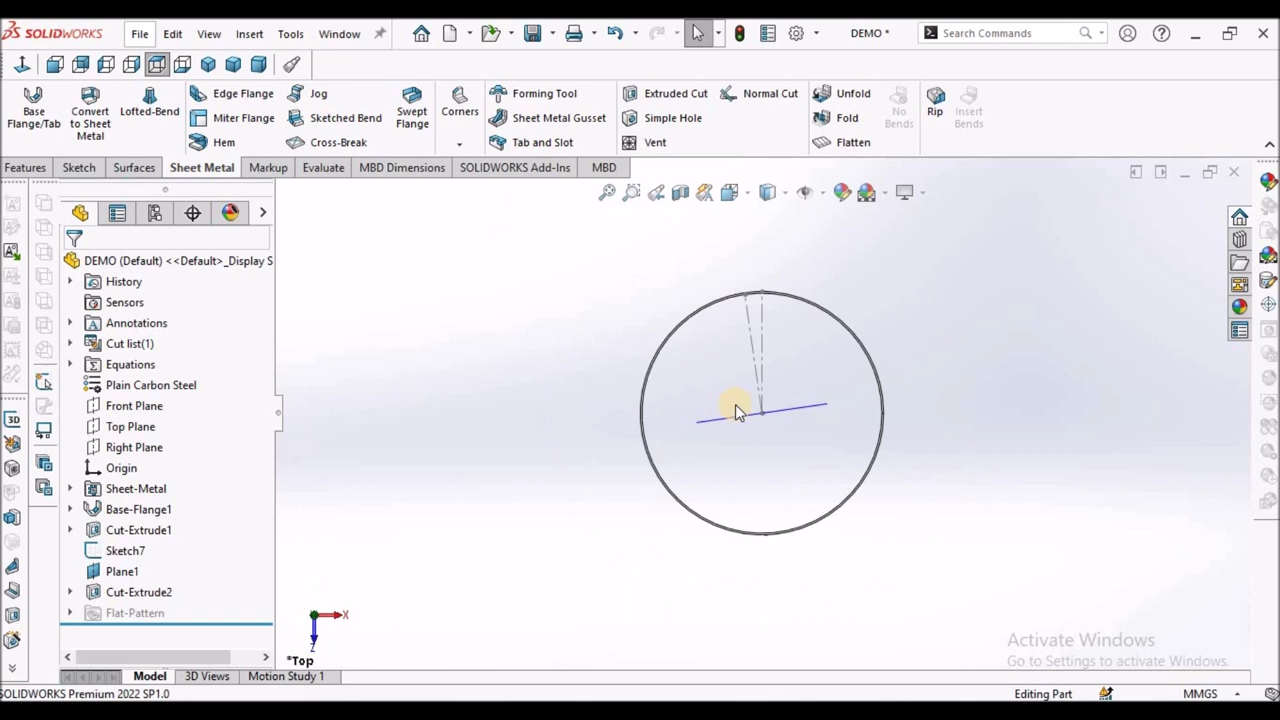 SOLIDWORKS
File Edit View Insert Tools Window
DEMO *
Search Commands
Base Flange/Tab
Convert to Sheet Metal
Lofted-Bend
Edge Flange
Miter Flange
Hem
Jog
Sketched Bend
Cross-Break
Swept Flange
Corners
Forming Tool
Sheet Metal Gusset
Tab and Slot
Extruded Cut
Simple Hole
Vent
Normal Cut
Unfold
Fold
Flatten
No Bends
Rip
Insert Bends
Features Sketch Surfaces Sheet Metal Markup Evaluate MBD Dimensions SOLIDWORKS Add-Ins MBD
DEMO (Default) <<Default>_Display S
History
Sensors
Annotations
Cut list(1)
Equations
Plain Carbon Steel
Front Plane
Top Plane
Right Plane
Origin
Sheet-Metal
Base-Flange1
Cut-Extrude1
Sketch7
Plane1
Cut-Extrude2
Flat-Pattern
3D
X
Z
*Top
Activate Windows
Go to Settings to activate Windows.
Model 3D Views Motion Study 1
SOLIDWORKS Premium 2022 SP1.0
Editing Part
MMGS